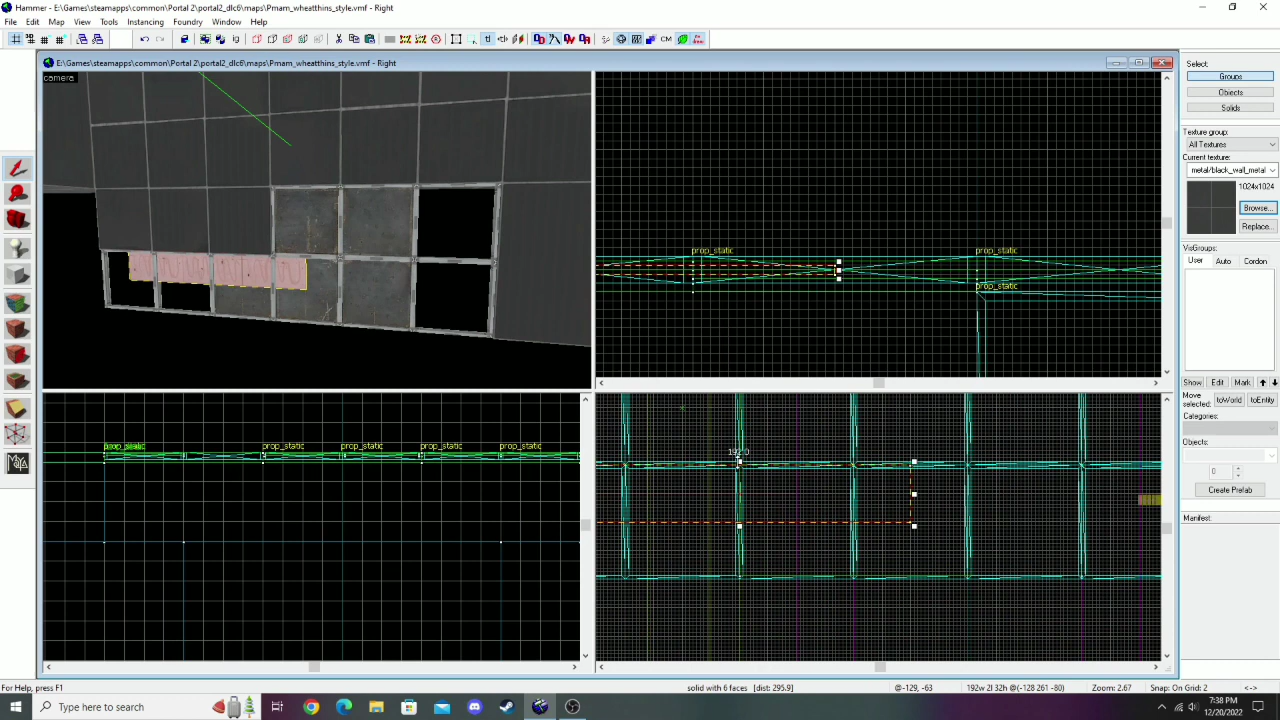 Hammer - E:\Games\steamapps\common\Portal 2\portal2_dlc6\maps\Pmam_wheatthins_style.vmf - Right
File Edit Map View Tools Instancing Foundry Window Help
E:\Games\steamapps\common\Portal 2\portal2_dlc6\maps\Pmam_wheatthins_style.vmf - Right
camera
prop_static
prop_static
prop_static
prop_static
prop_static
prop_static
prop_static
prop_static
192.0
Select:
Groups
Objects
Solids
Texture group:
All Textures
Current texture:
metal/black_wall_metal
1024x1024
Browse...
Replace...
VisGroups:
User Auto Cordon
Show Edit Mark
Move selected:
toWorld toEntity
Categories:
Objects:
0
Create Prefab
Manifest:
For Help, press F1
solid with 6 faces [dist: 295.9]
@-129, -63
192w 2l 32h @(-128 261 -80)
Zoom: 2.67
Snap: On Grid: 2
<->
Type here to search
7:38 PM
12/20/2022